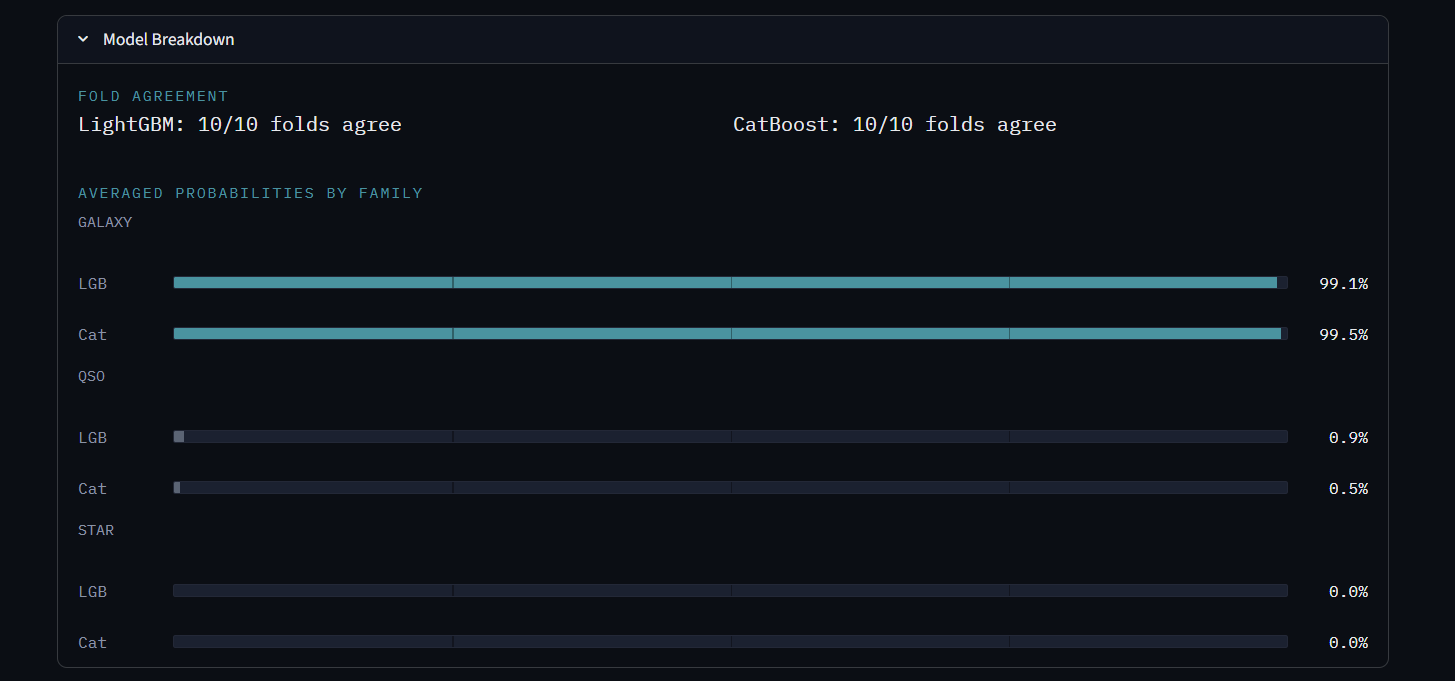 Model Breakdown
FOLD AGREEMENT
LightGBM: 10/10 folds agree
CatBoost: 10/10 folds agree
AVERAGED PROBABILITIES BY FAMILY
GALAXY
LGB 99.1%
Cat 99.5%
QSO
LGB 0.9%
Cat 0.5%
STAR
LGB 0.0%
Cat 0.0%